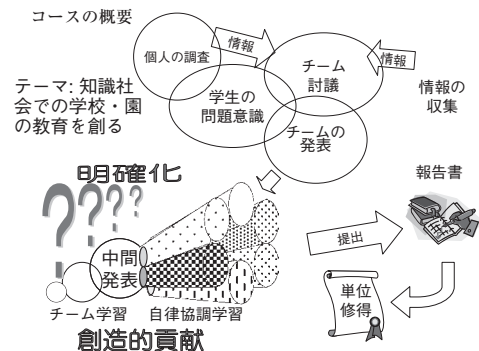 コースの概要
個人の調査
情報
チーム
討議
情報
テーマ: 知識社
会での学校・園
の教育を創る
学生の
問題意識
情報の
収集
チームの
発表
明確化
????
報告書
中間
発表
提出
単位
修得
チーム学習
自律協調学習
創造的貢献